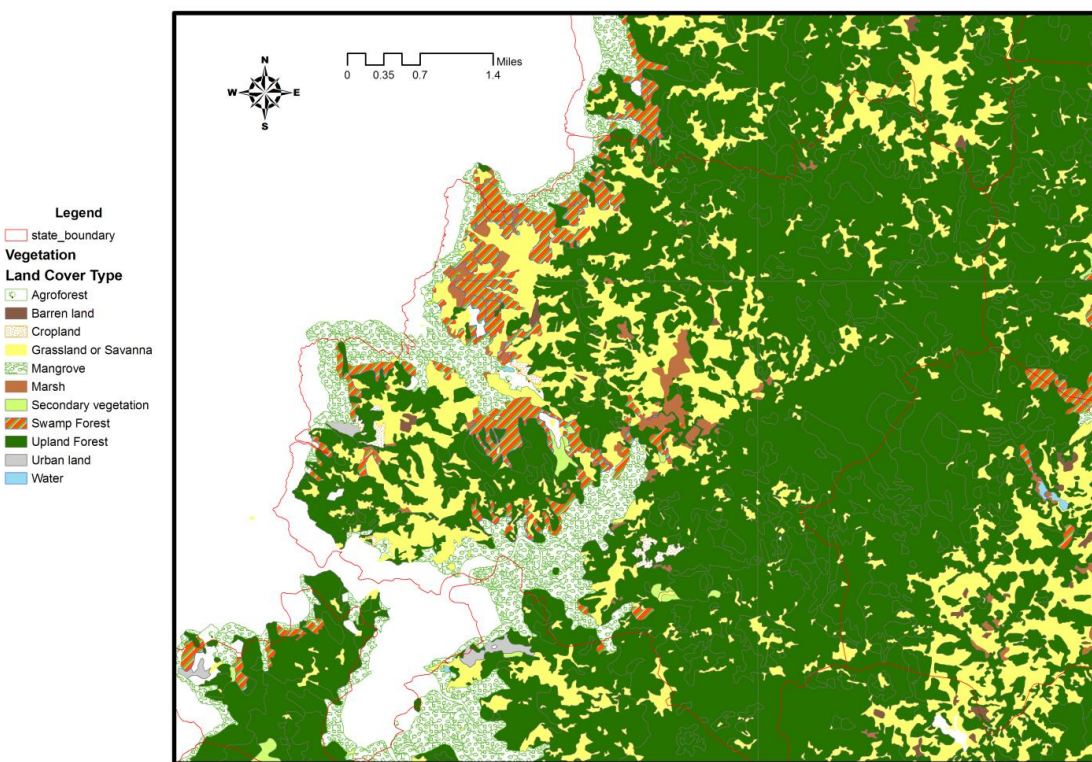 N
W E
S
Miles
0 0.35 0.7 1.4
Legend
state_boundary
Vegetation
Land Cover Type
Agroforest
Barren land
Cropland
Grassland or Savanna
Mangrove
Marsh
Secondary vegetation
Swamp Forest
Upland Forest
Urban land
Water